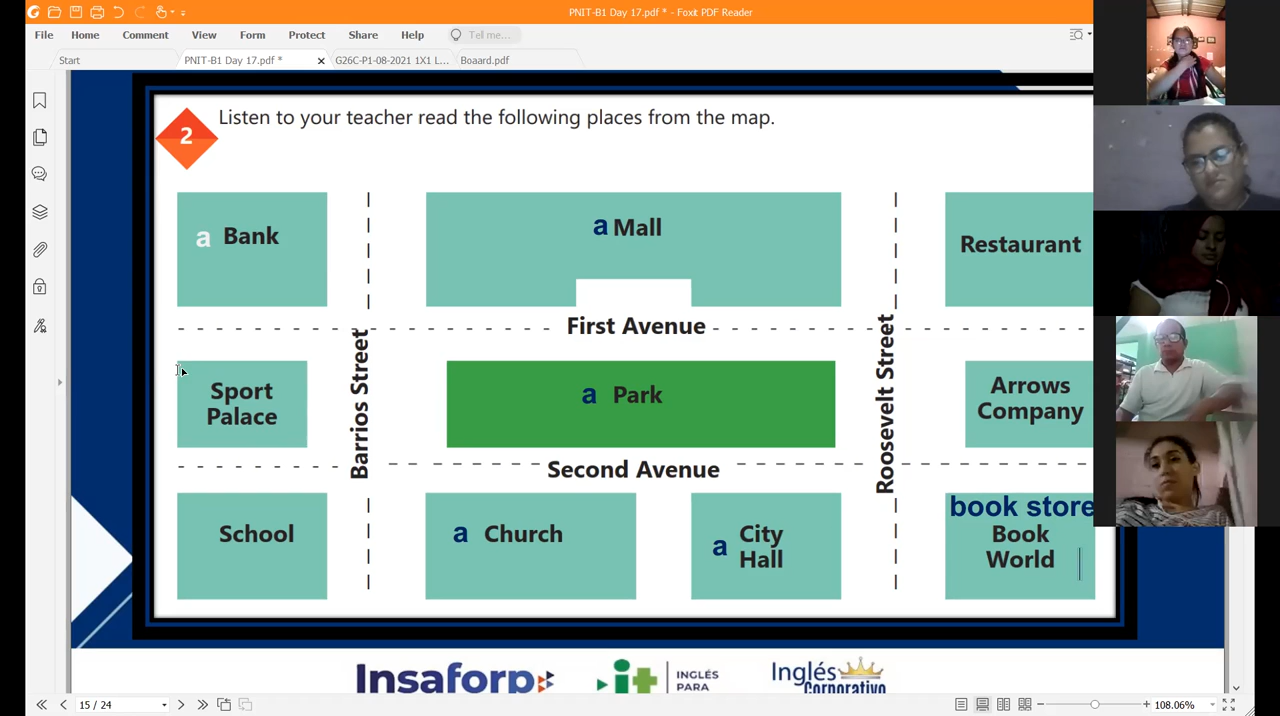 PNIT-B1 Day 17.pdf * - Foxit PDF Reader
File Home Comment View Form Protect Share Help Tell me...
Start PNIT-B1 Day 17.pdf * G26C-P1-08-2021 1X1 L... Boaard.pdf
2 Listen to your teacher read the following places from the map.
a Bank
a Mall
Restaurant
First Avenue
Barrios Street
Roosevelt Street
Sport
Palace
a Park
Arrows
Company
Second Avenue
School
a Church
a City
Hall
book store
Book
World
Insaforp
it INGLÉS
PARA
Inglés
Corporativo
15 / 24
108.06%